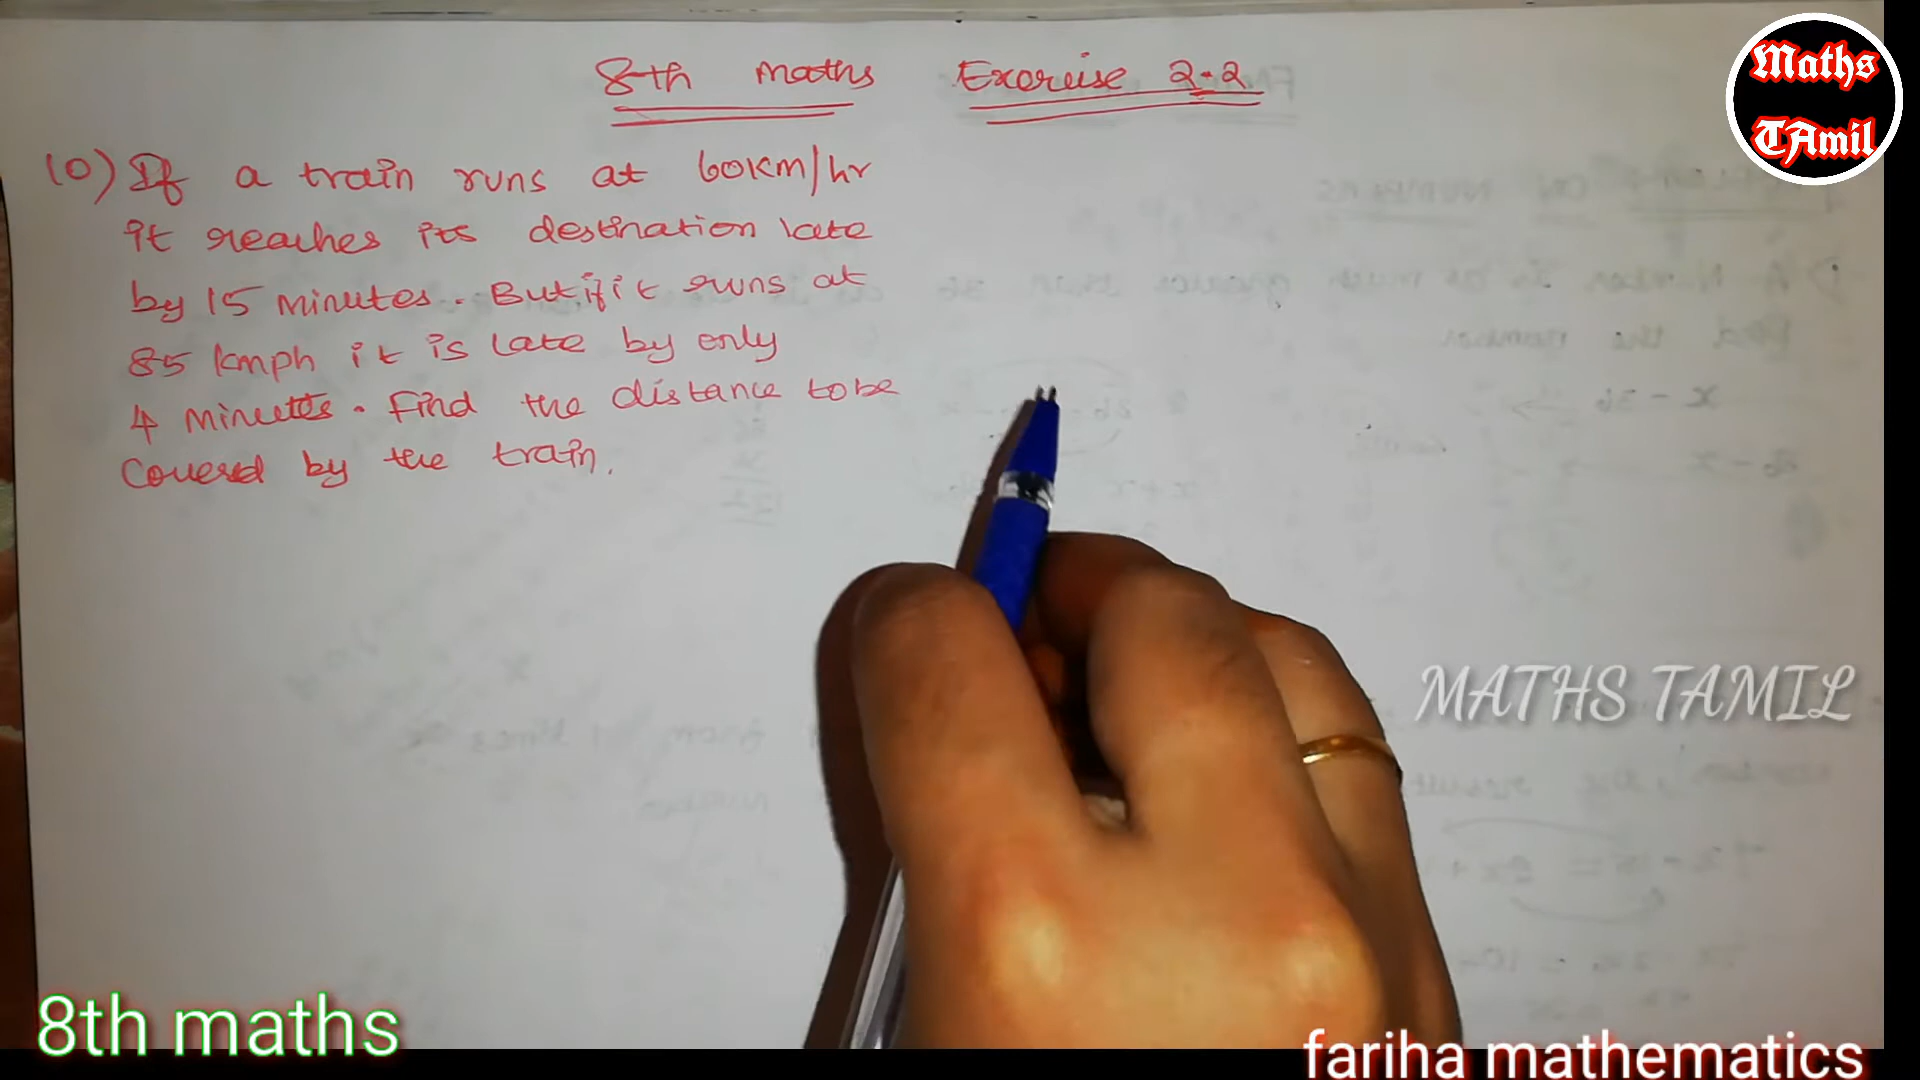 8th maths Exercise 2.2
Maths
TAmil
10) If a train runs at 60km/hr
it reaches its destination late
by 15 minutes. But if it runs at
85 kmph it is late by only
4 minutes. Find the distance to be
covered by the train.
MATHS TAMIL
8th maths
fariha mathematics